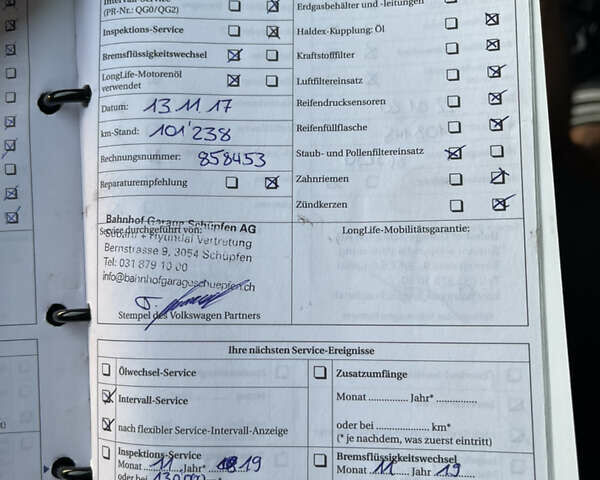 (PR-Nr.: QG0/QG2)
Inspektions-Service
Bremsflüssigkeitswechsel
LongLife-Motorenöl
verwendet
Datum: 13 11 17
km-Stand: 101'238
Rechnungsnummer: 858453
Reparaturempfehlung
Erdgasbehälter und -leitungen
Haldex-Kupplung: Öl
Kraftstofffilter
Luftfiltereinsatz
Reifendrucksensoren
Reifenfüllflasche
Staub- und Pollenfiltereinsatz
Zahnriemen
Zündkerzen
Service durchgeführt von:
Bahnhof Garage Schüpfen AG
Subaru + Hyundai Vertretung
Bernstrasse 9, 3054 Schüpfen
Tel: 031 879 10 00
info@bahnhofgarageschuepfen.ch
Stempel des Volkswagen Partners
LongLife-Mobilitätsgarantie:
Ihre nächsten Service-Ereignisse
Ölwechsel-Service
Intervall-Service
nach flexibler Service-Intervall-Anzeige
Inspektions-Service
Monat 11 Jahr* 19
oder bei
Zusatzumfänge
Monat ............... Jahr* ...............
oder bei ............... km*
(* je nachdem, was zuerst eintritt)
Bremsflüssigkeitswechsel
Monat 11 Jahr 19